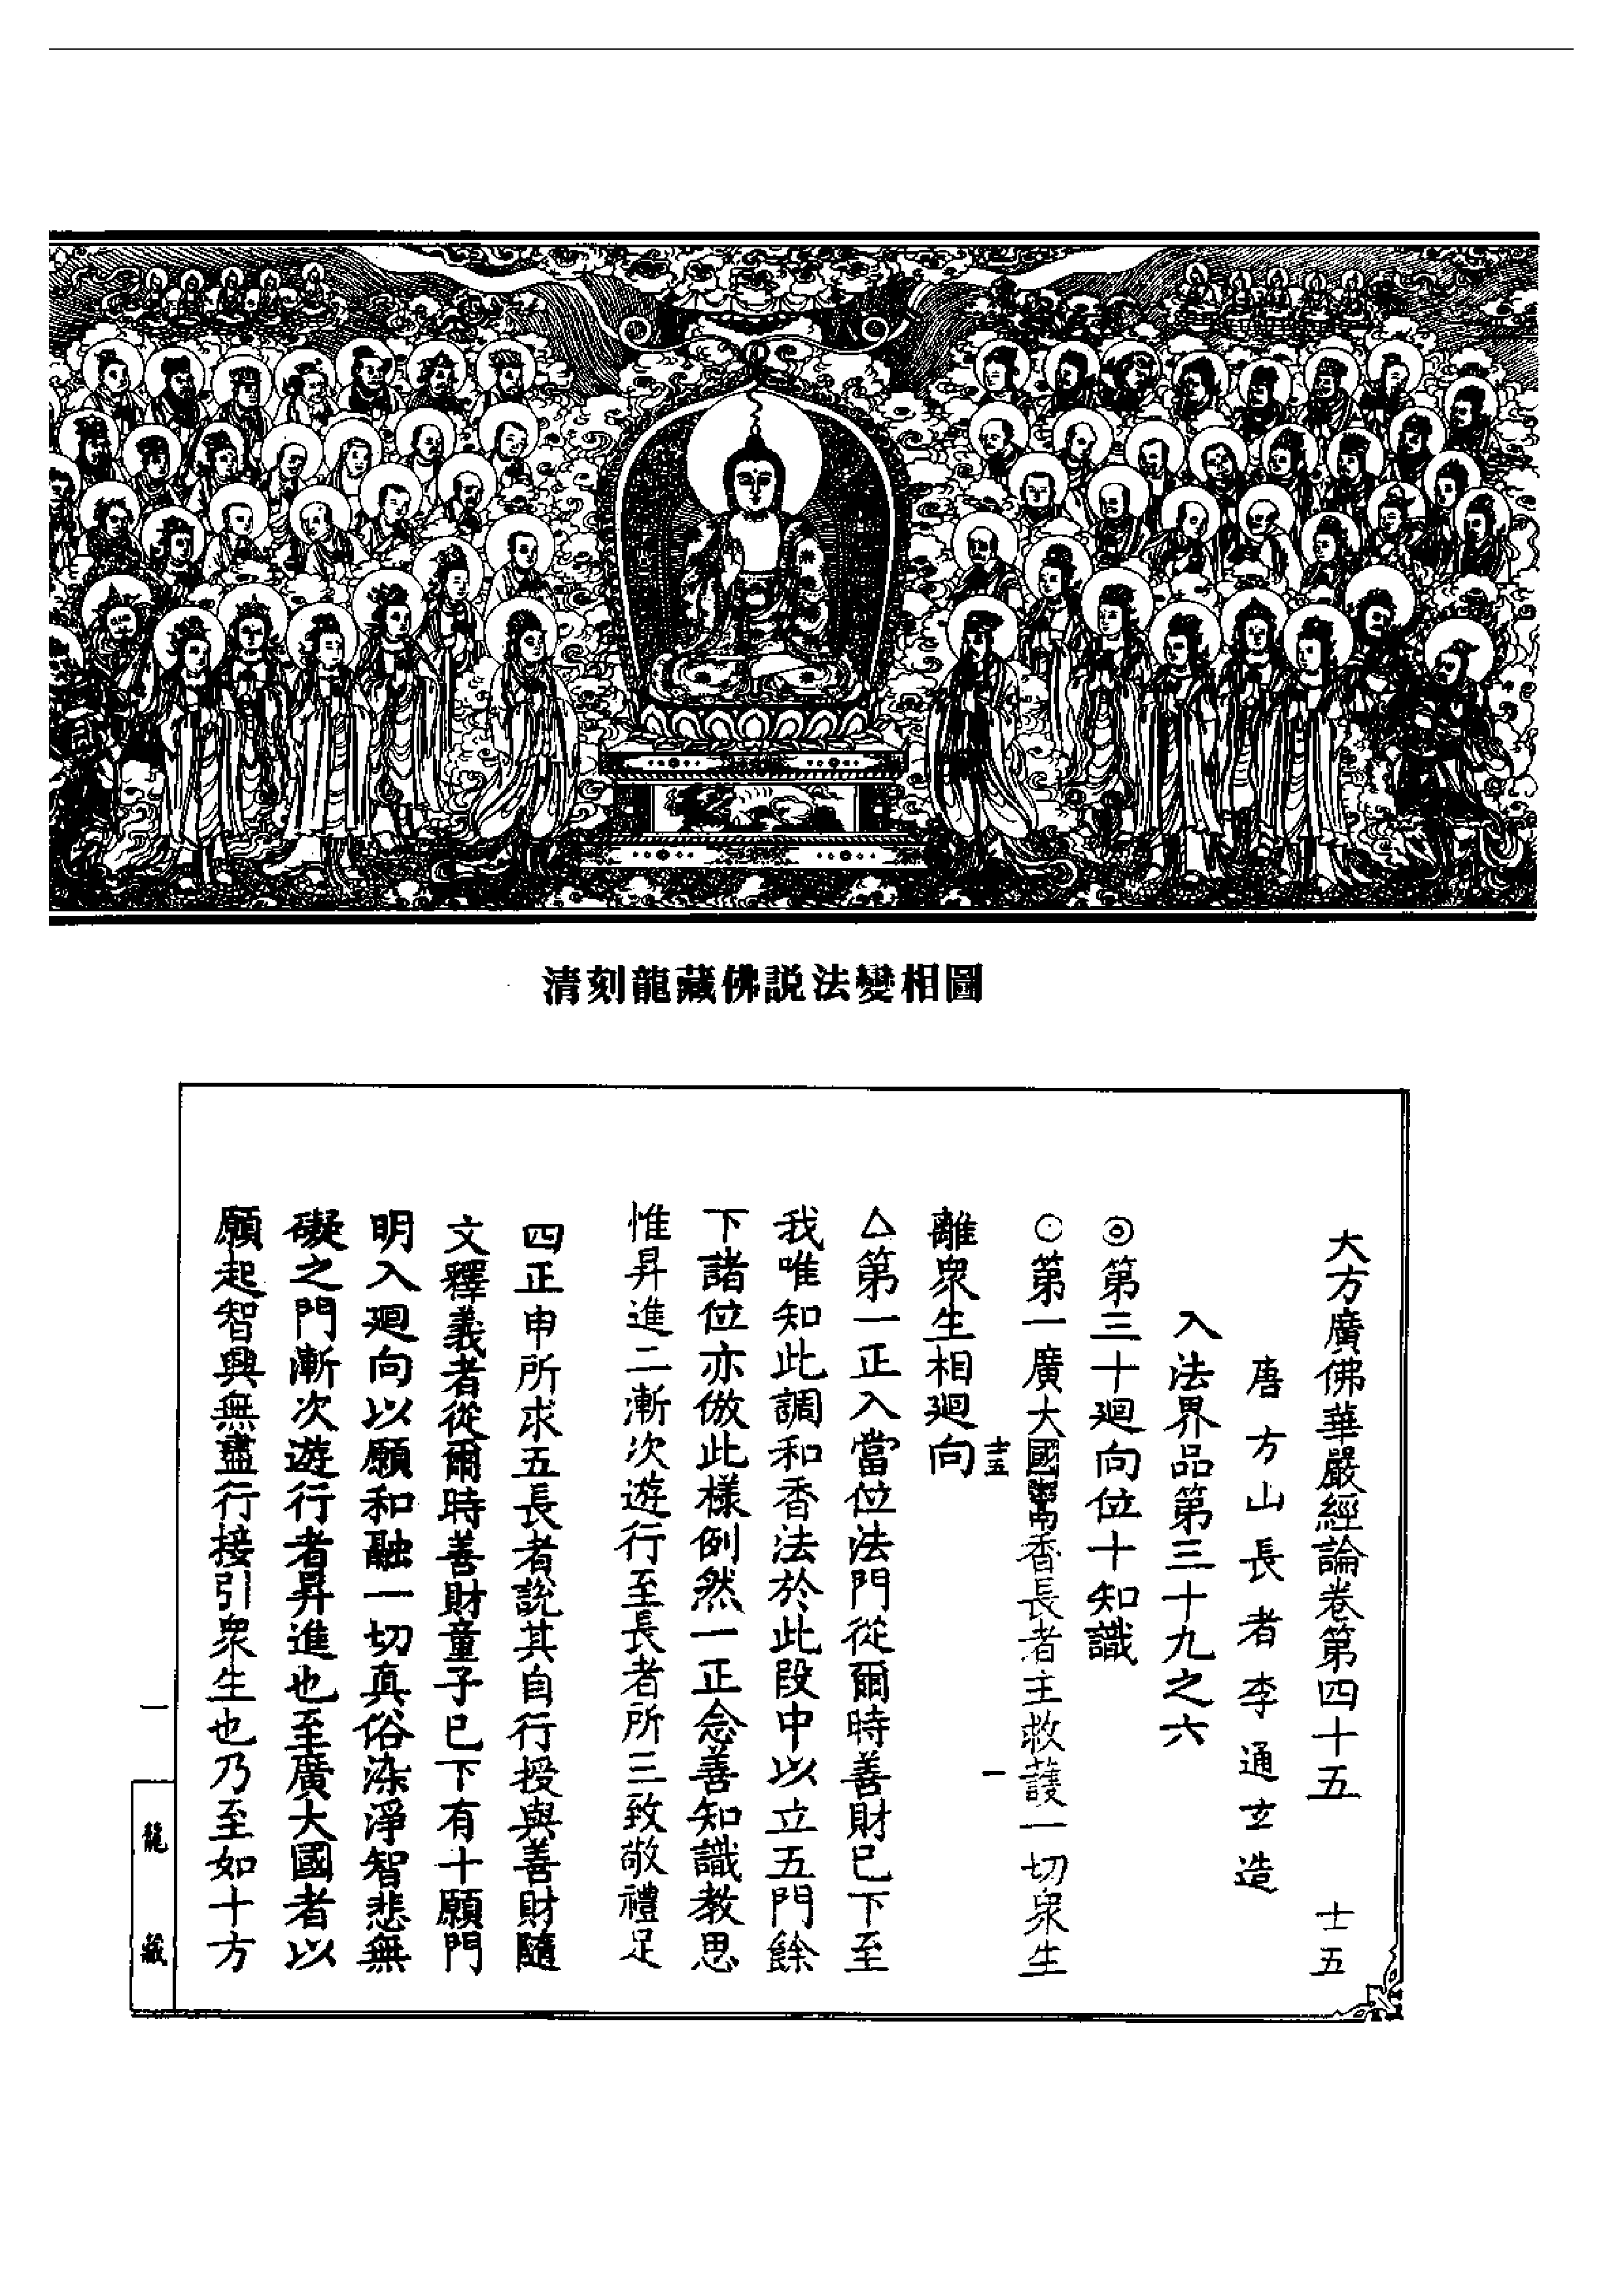 清刻龍藏佛説法變相圖
大方廣佛華嚴經論卷第四十五 士五
唐方山長者李通玄造
入法界品第三十九之六
◎第三十迴向位十知識
⊙第一廣大國鬻香長者主救護一切衆生
離衆生相迴向
十五
一
△第一正入當位法門從爾時善財已下至
我唯知此調和香法於此段中以立五門餘
下諸位亦倣此樣例然一正念善知識教思
惟昇進二漸次遊行至長者所三致敬禮足
四正申所求五長者說其自行授與善財隨
文釋義者從爾時善財童子已下有十願門
明入迴向以願和融一切真俗染淨智悲無
礙之門漸次遊行者昇進也至廣大國者以
願起智興無盡行接引衆生也乃至如十方
一
龍藏